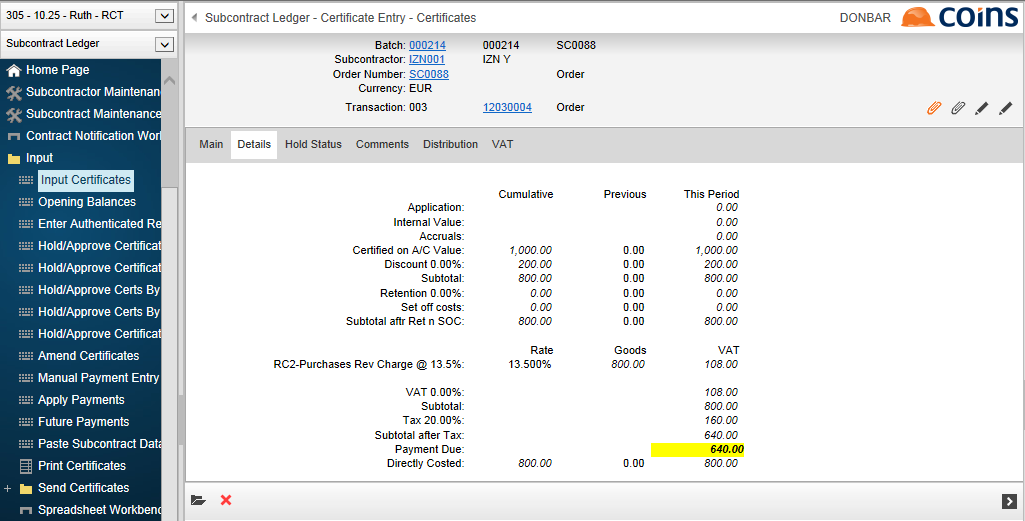 305 - 10.25 - Ruth - RCT
Subcontract Ledger
Home Page
Subcontractor Maintenan
Subcontract Maintenance
Contract Notification Wor
Input
Input Certificates
Opening Balances
Enter Authenticated Re
Hold/Approve Certificat
Hold/Approve Certificat
Hold/Approve Certs By
Hold/Approve Certs By
Hold/Approve Certificat
Amend Certificates
Manual Payment Entry
Apply Payments
Future Payments
Paste Subcontract Data
Print Certificates
+ Send Certificates
Spreadsheet Workbenc
Subcontract Ledger - Certificate Entry - Certificates
DONBAR
coins
Batch: 000214 000214 SC0088
Subcontractor: IZN001 IZN Y
Order Number: SC0088 Order
Currency: EUR
Transaction: 003 12030004 Order
Main Details Hold Status Comments Distribution VAT
Cumulative Previous This Period
Application: 0.00
Internal Value: 0.00
Accruals: 0.00
Certified on A/C Value: 1,000.00 0.00 1,000.00
Discount 0.00%: 200.00 0.00 200.00
Subtotal: 800.00 0.00 800.00
Retention 0.00%: 0.00 0.00 0.00
Set off costs: 0.00 0.00 0.00
Subtotal aftr Ret n SOC: 800.00 0.00 800.00
Rate Goods VAT
RC2-Purchases Rev Charge @ 13.5%: 13.500% 800.00 108.00
VAT 0.00%: 108.00
Subtotal: 800.00
Tax 20.00%: 160.00
Subtotal after Tax: 640.00
Payment Due: 640.00
Directly Costed: 800.00 0.00 800.00